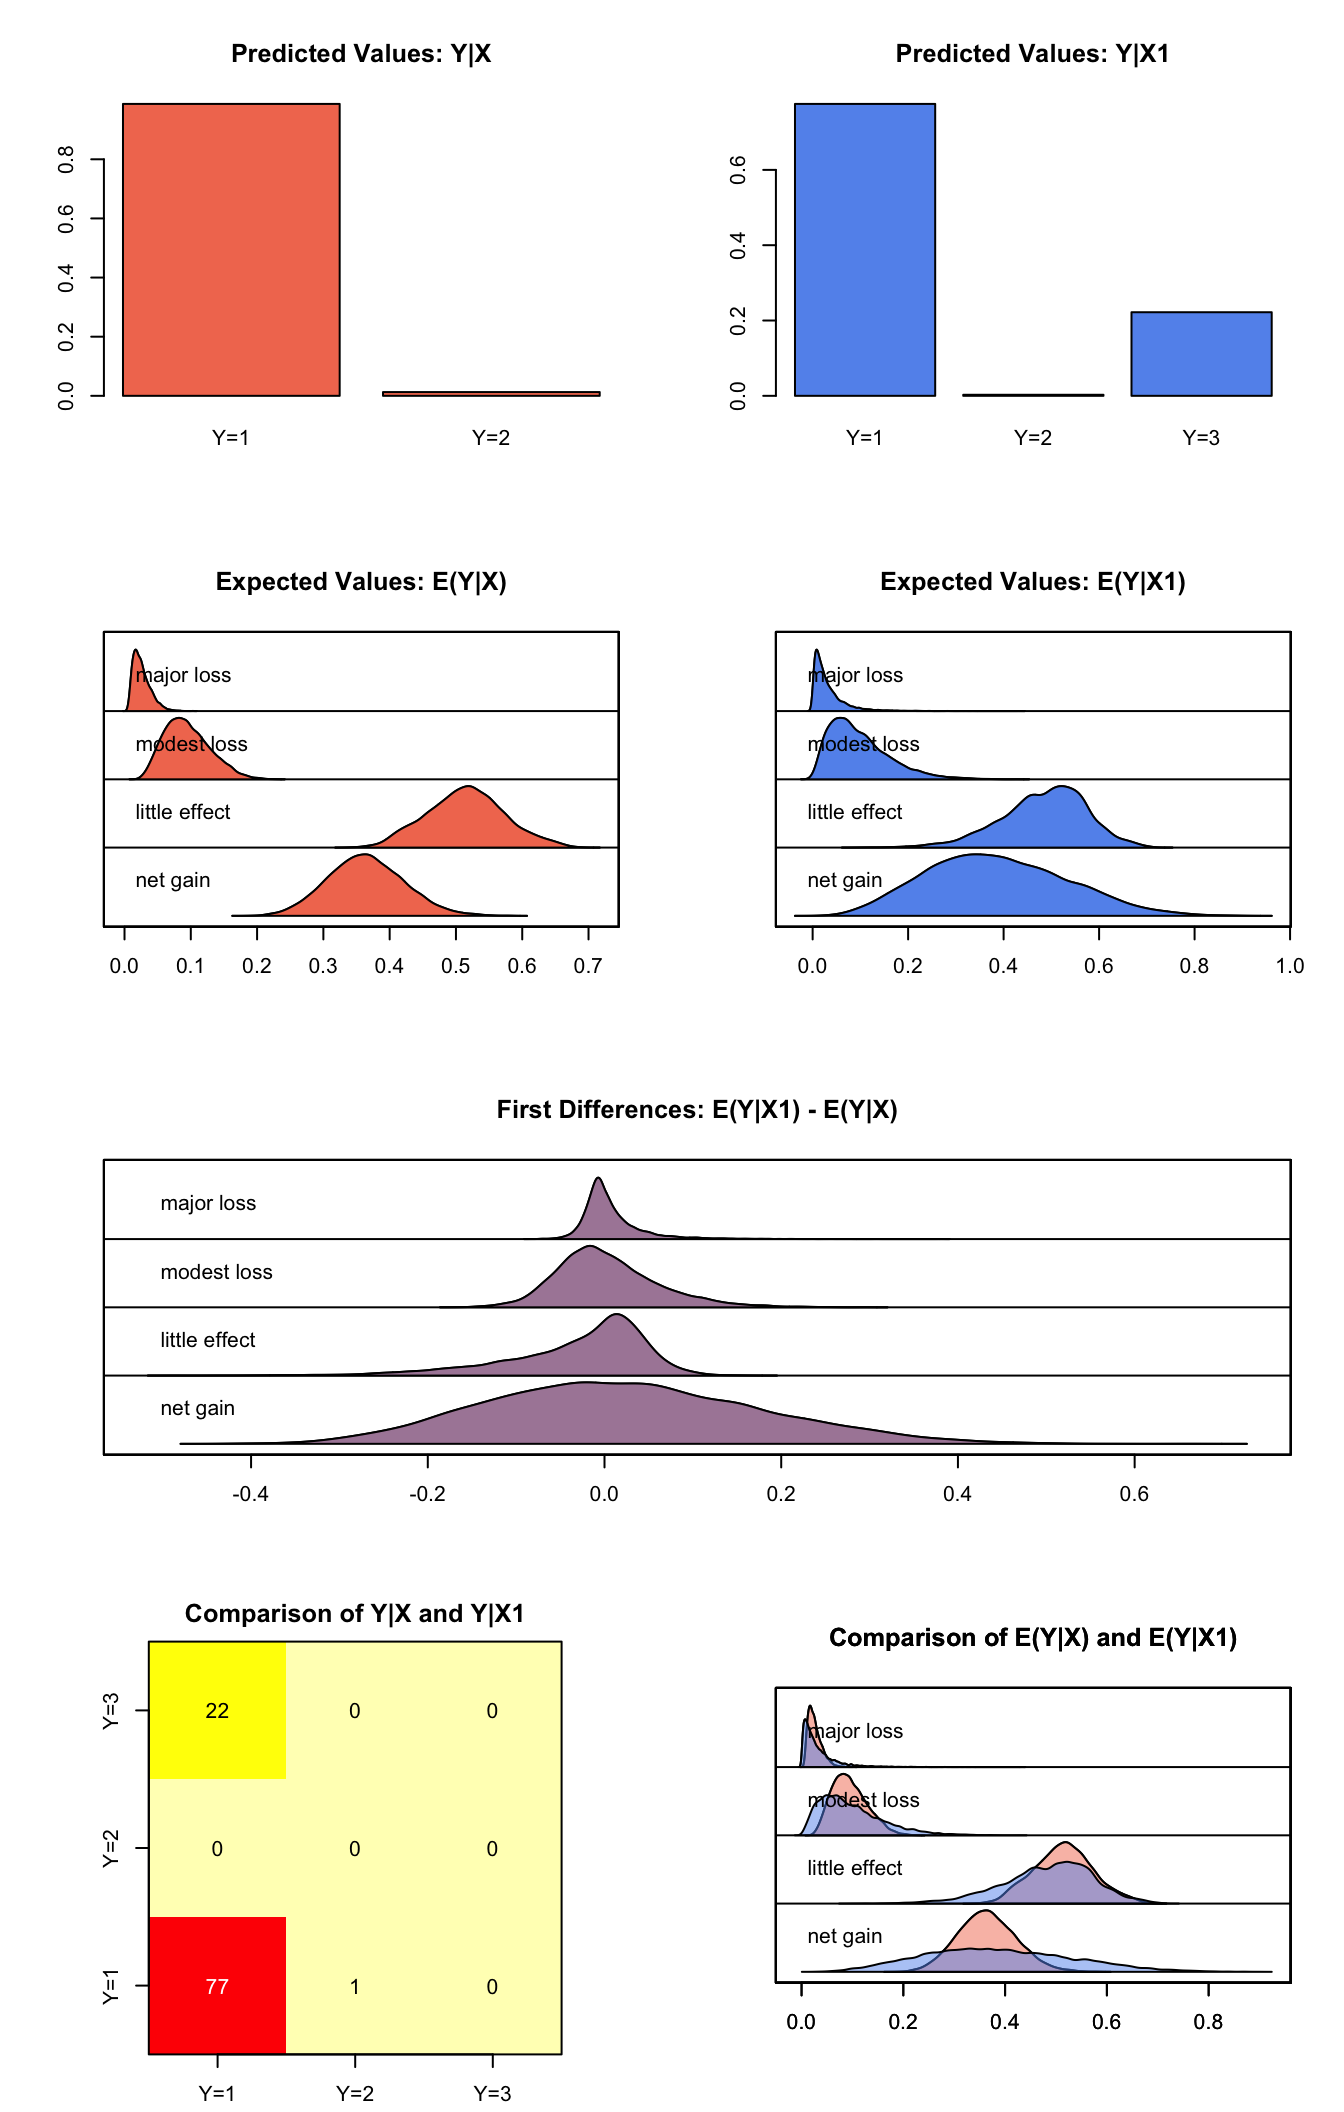 Predicted Values: Y|X
0.8
0.6
0.4
0.2
0.0
Y=1 Y=2
Predicted Values: Y|X1
0.6
0.4
0.2
0.0
Y=1 Y=2 Y=3
Expected Values: E(Y|X)
major loss
modest loss
little effect
net gain
0.0 0.1 0.2 0.3 0.4 0.5 0.6 0.7
Expected Values: E(Y|X1)
major loss
modest loss
little effect
net gain
0.0 0.2 0.4 0.6 0.8 1.0
First Differences: E(Y|X1) - E(Y|X)
major loss
modest loss
little effect
net gain
-0.4 -0.2 0.0 0.2 0.4 0.6
Comparison of Y|X and Y|X1
Y=3 22 0 0
Y=2 0 0 0
Y=1 77 1 0
Y=1 Y=2 Y=3
Comparison of E(Y|X) and E(Y|X1)
major loss
modest loss
little effect
net gain
0.0 0.2 0.4 0.6 0.8